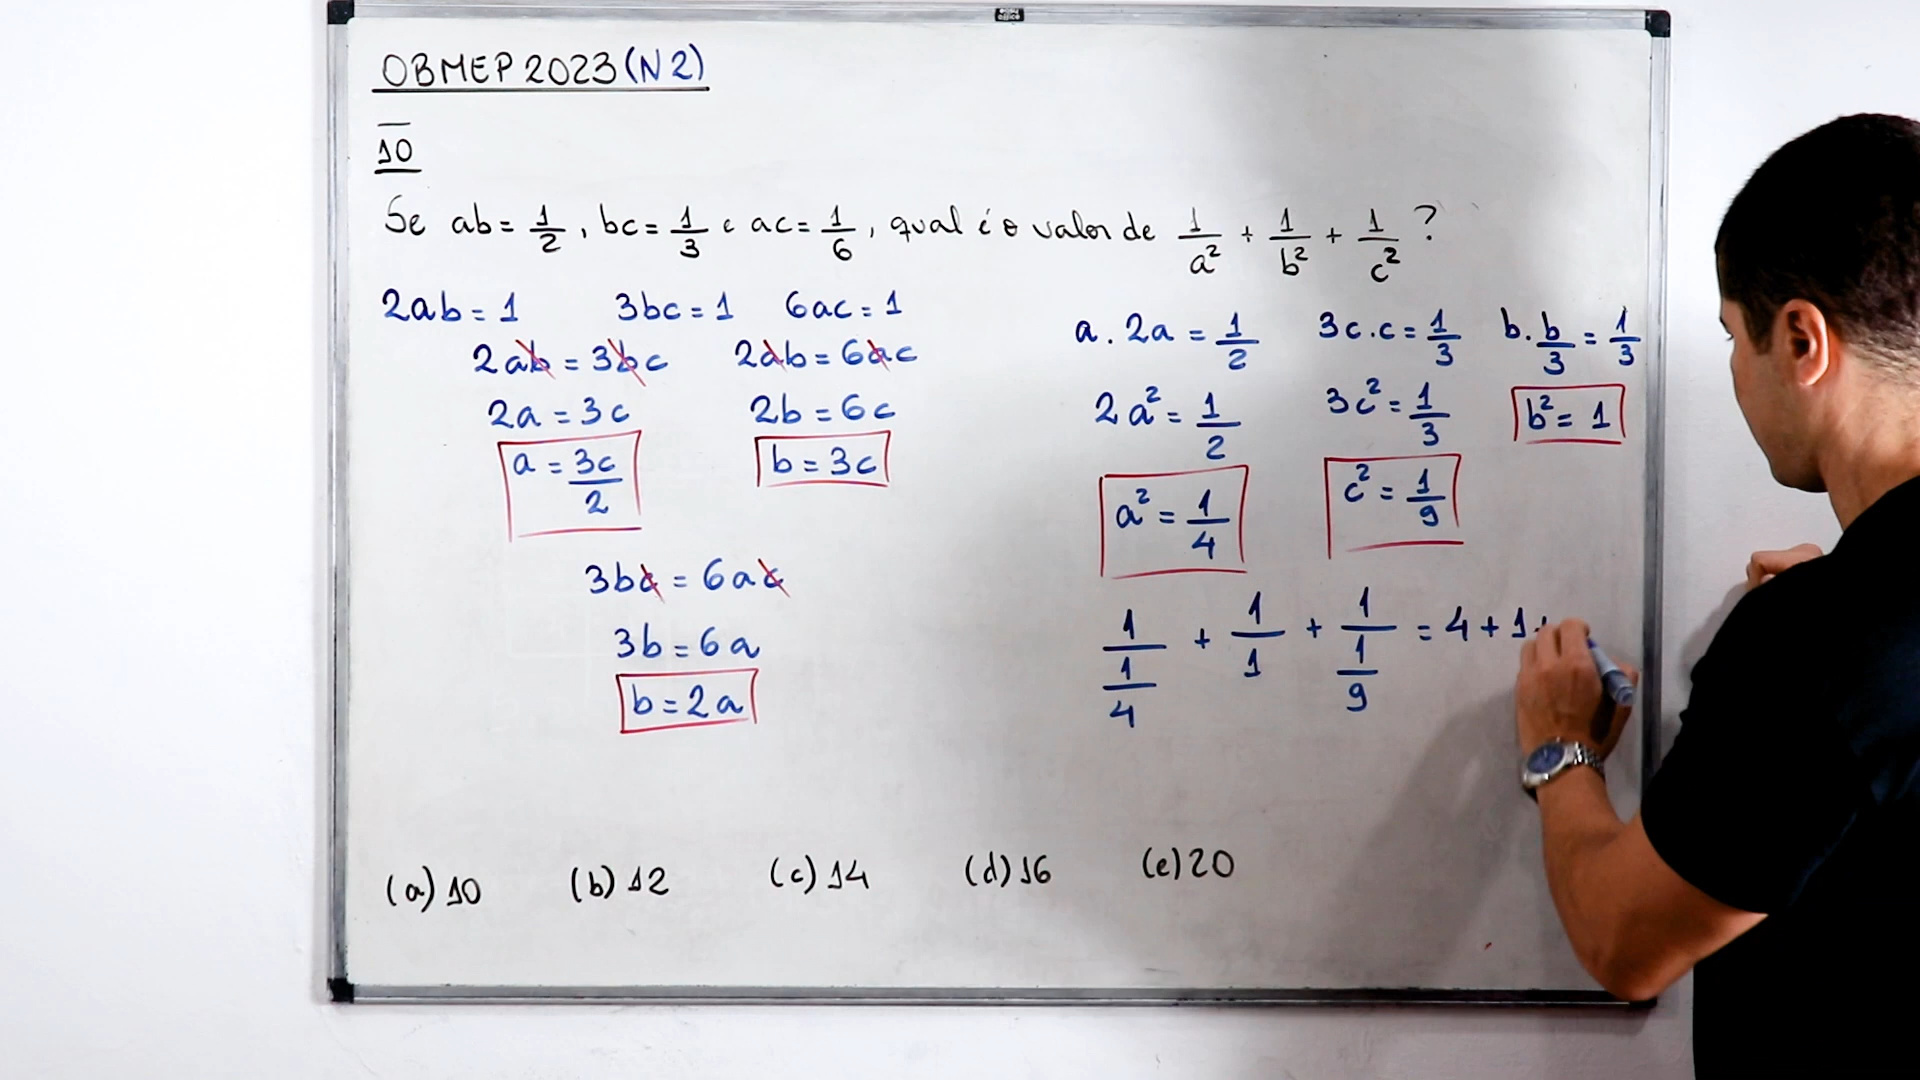 OBMEP 2023 (N2)
10
Se ab = 1/2, bc = 1/3 e ac = 1/6, qual é o valor de 1/a² + 1/b² + 1/c² ?
2ab = 1 3bc = 1 6ac = 1
2ab = 3bc 2ab = 6ac
2a = 3c 2b = 6c
a = 3c/2 b = 3c
3bc = 6ac
3b = 6a
b = 2a
a . 2a = 1/2 3c . c = 1/3 b . b/3 = 1/3
2a² = 1/2 3c² = 1/3 b² = 1
a² = 1/4 c² = 1/9
1/(1/4) + 1/1 + 1/(1/9) = 4 + 1 +
(a) 10 (b) 12 (c) 14 (d) 16 (e) 20